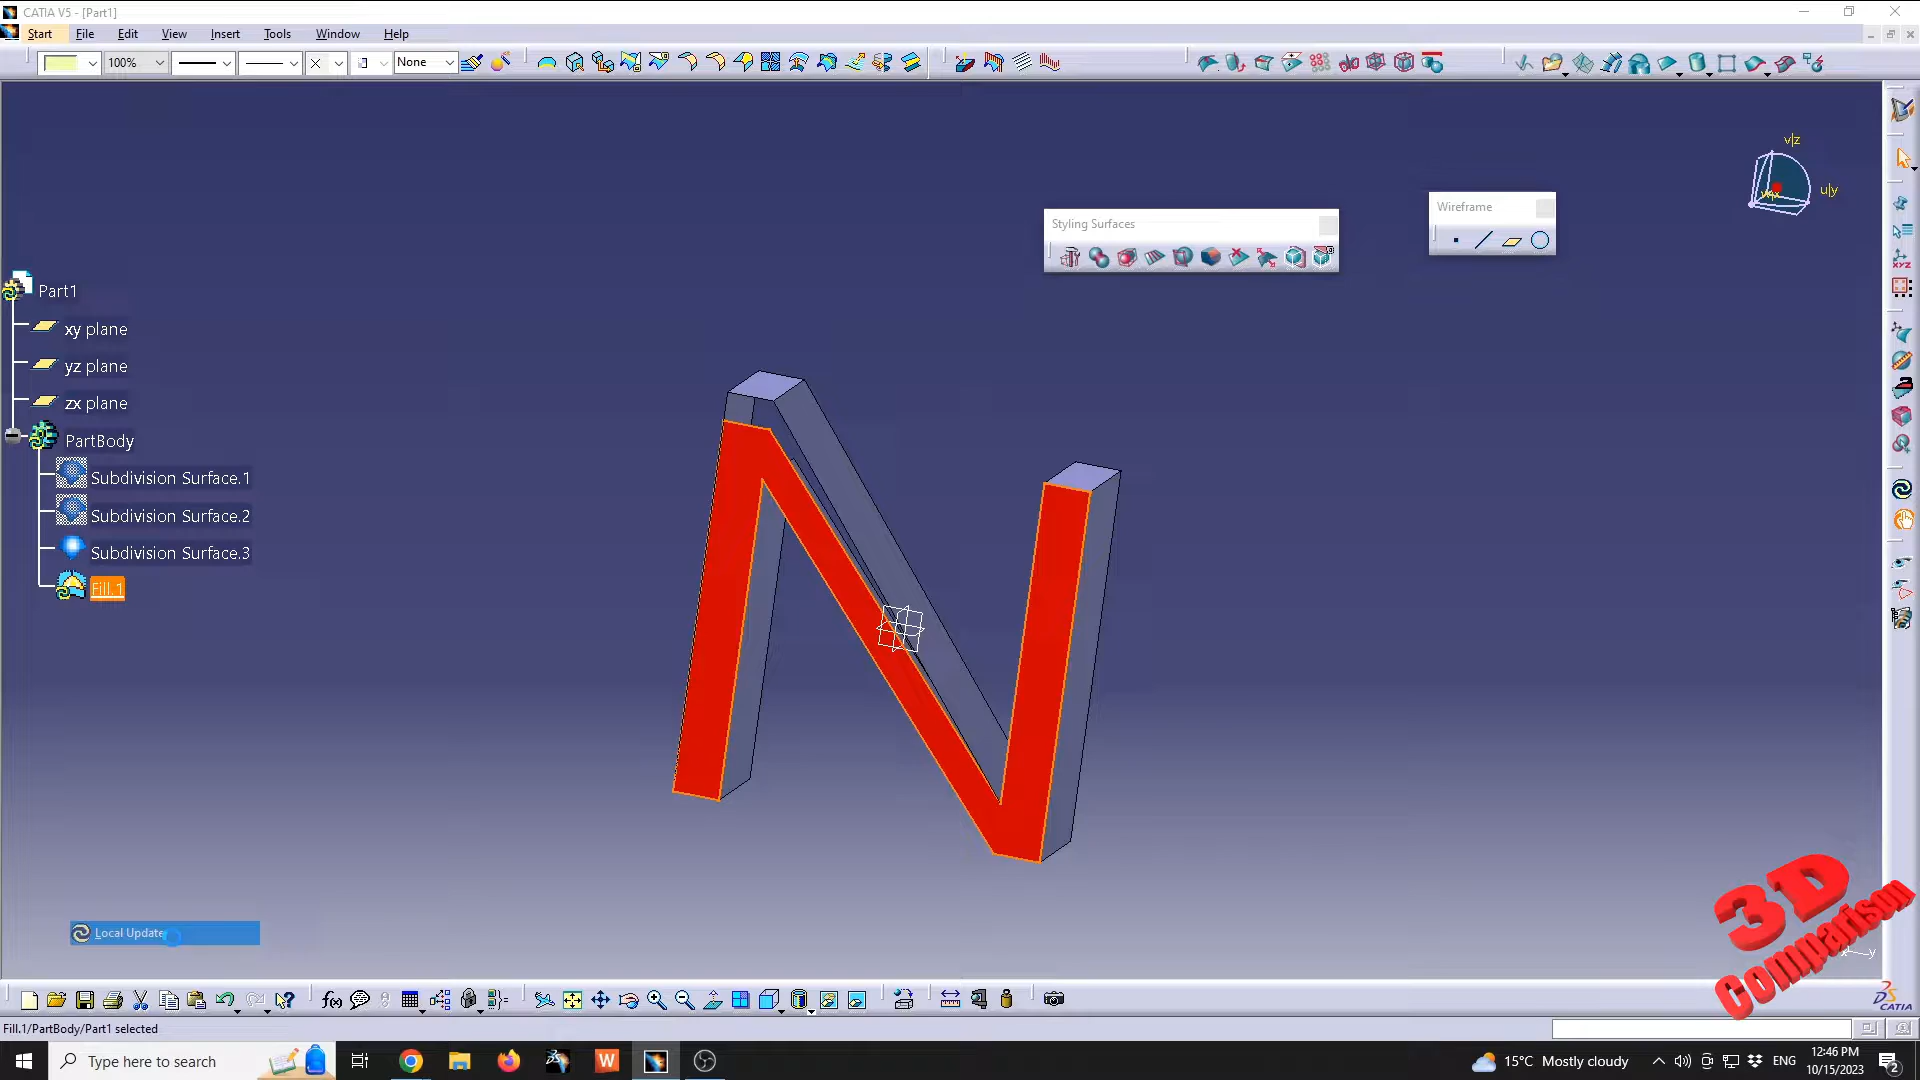 CATIA V5 - [Part1]
Start File Edit View Insert Tools Window Help
100% None
v|z
u|y
Styling Surfaces
Wireframe
Part1
xy plane
yz plane
zx plane
PartBody
Subdivision Surface.1
Subdivision Surface.2
Subdivision Surface.3
Fill.1
Local Update
3D
Comparison
y
CATIA
Fill.1/PartBody/Part1 selected
Type here to search
15°C Mostly cloudy
ENG
12:46 PM
10/15/2023
2